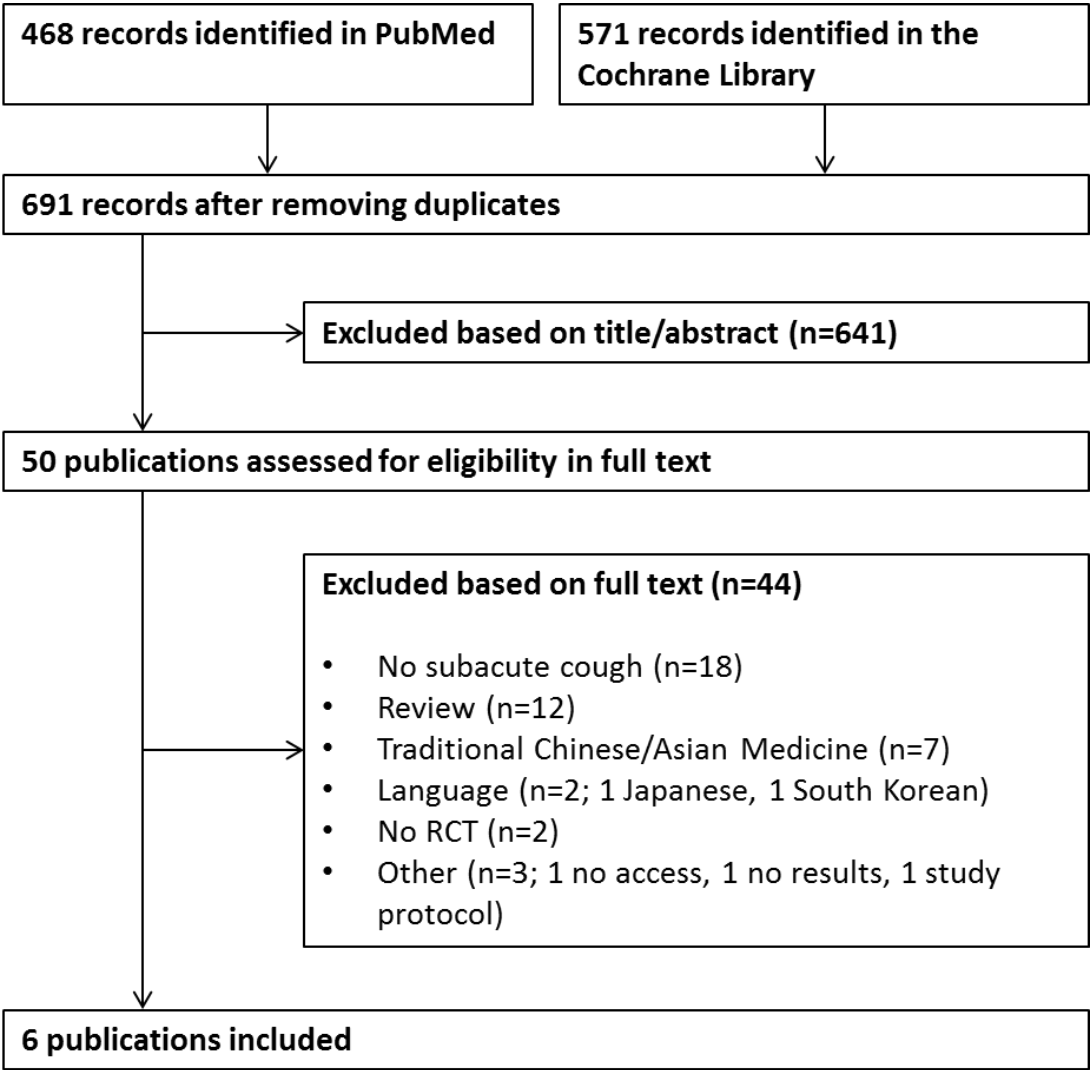 468 records identified in PubMed
571 records identified in the
Cochrane Library
691 records after removing duplicates
Excluded based on title/abstract (n=641)
50 publications assessed for eligibility in full text
Excluded based on full text (n=44)
• No subacute cough (n=18)
• Review (n=12)
• Traditional Chinese/Asian Medicine (n=7)
• Language (n=2; 1 Japanese, 1 South Korean)
• No RCT (n=2)
• Other (n=3; 1 no access, 1 no results, 1 study
protocol)
6 publications included